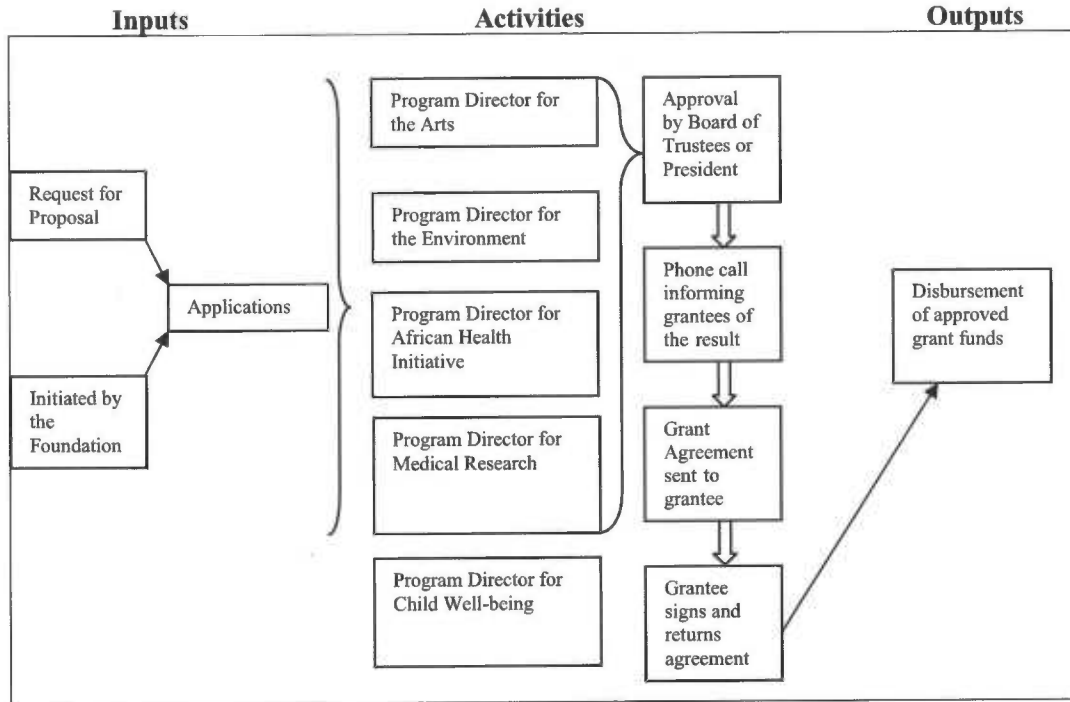 Inputs
Activities
Outputs
Request for
Proposal
Initiated by
the
Foundation
Applications
Program Director for
the Arts
Program Director for
the Environment
Program Director for
African Health
Initiative
Program Director for
Medical Research
Program Director for
Child Well-being
Approval
by Board of
Trustees or
President
Phone call
informing
grantees of
the result
Grant
Agreement
sent to
grantee
Grantee
signs and
returns
agreement
Disbursement
of approved
grant funds